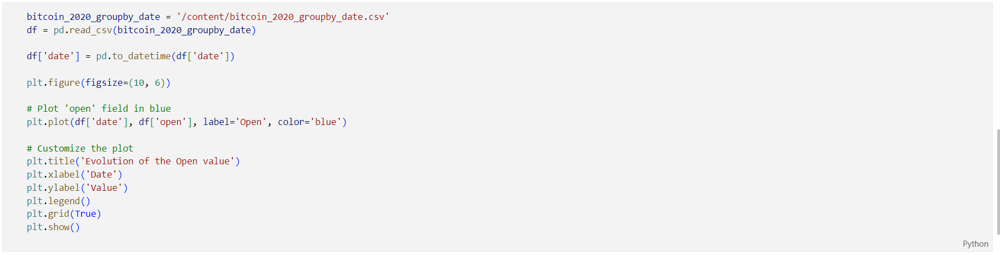 bitcoin_2020_groupby_date = '/content/bitcoin_2020_groupby_date.csv'
df = pd.read_csv(bitcoin_2020_groupby_date)
df['date'] = pd.to_datetime(df['date'])
plt.figure(figsize=(10, 6))
# Plot 'open' field in blue
plt.plot(df['date'], df['open'], label='Open', color='blue')
# Customize the plot
plt.title('Evolution of the Open value')
plt.xlabel('Date')
plt.ylabel('Value')
plt.legend()
plt.grid(True)
plt.show()
Python